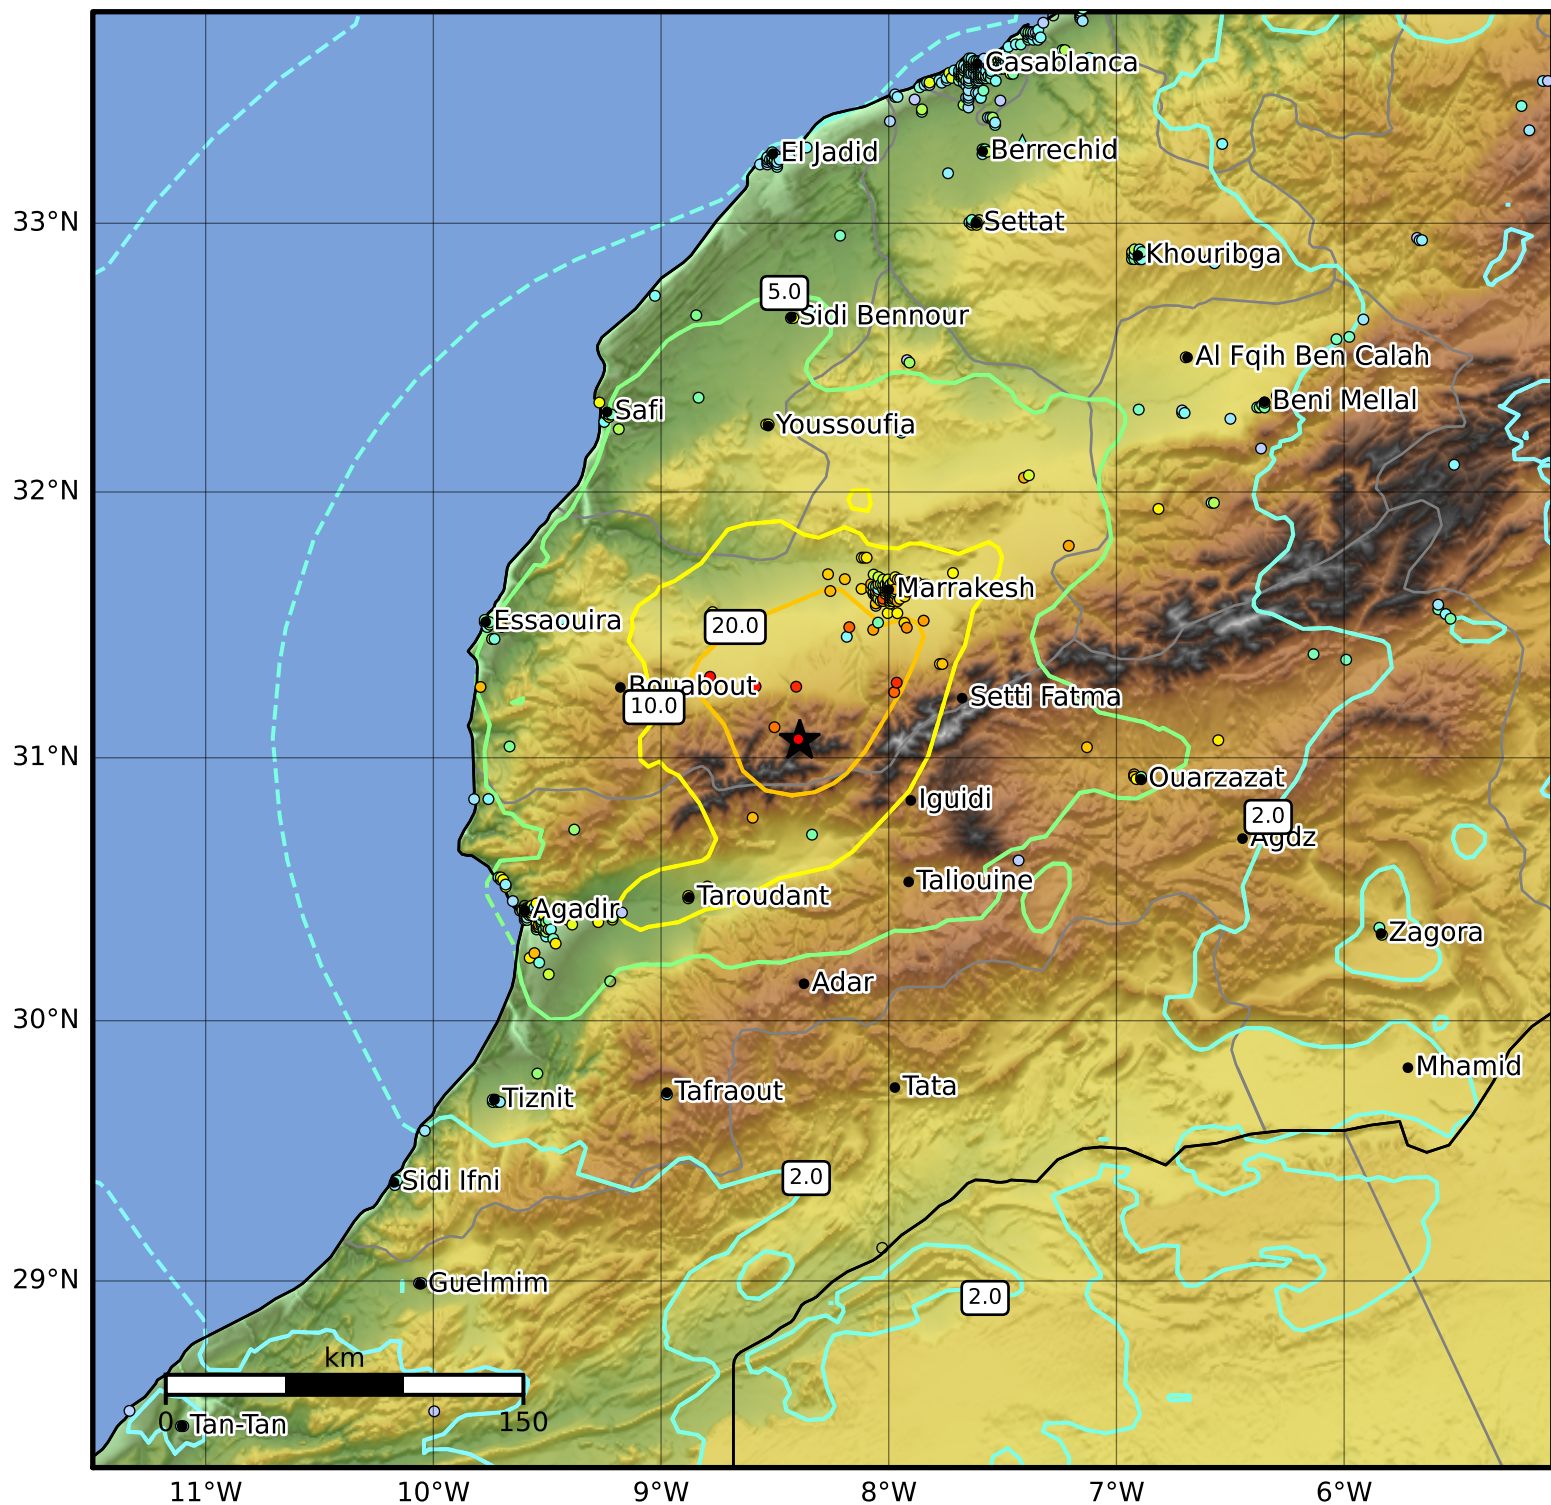 Casablanca
El Jadid
Berrechid
33°N
Settat
Khouribga
5.0
Sidi Bennour
Al Fqih Ben Calah
Beni Mellal
Safi
Youssoufia
32°N
Marrakesh
Essaouira
20.0
Bouabout
Setti Fatma
10.0
31°N
Ouarzazat
Iguidi
2.0
Agdz
Taliouine
Taroudant
Agadir
Zagora
Adar
30°N
Mhamid
Tata
Tafraout
Tiznit
2.0
Sidi Ifni
29°N
Guelmim
2.0
km
0 150
Tan-Tan
11°W 10°W 9°W 8°W 7°W 6°W